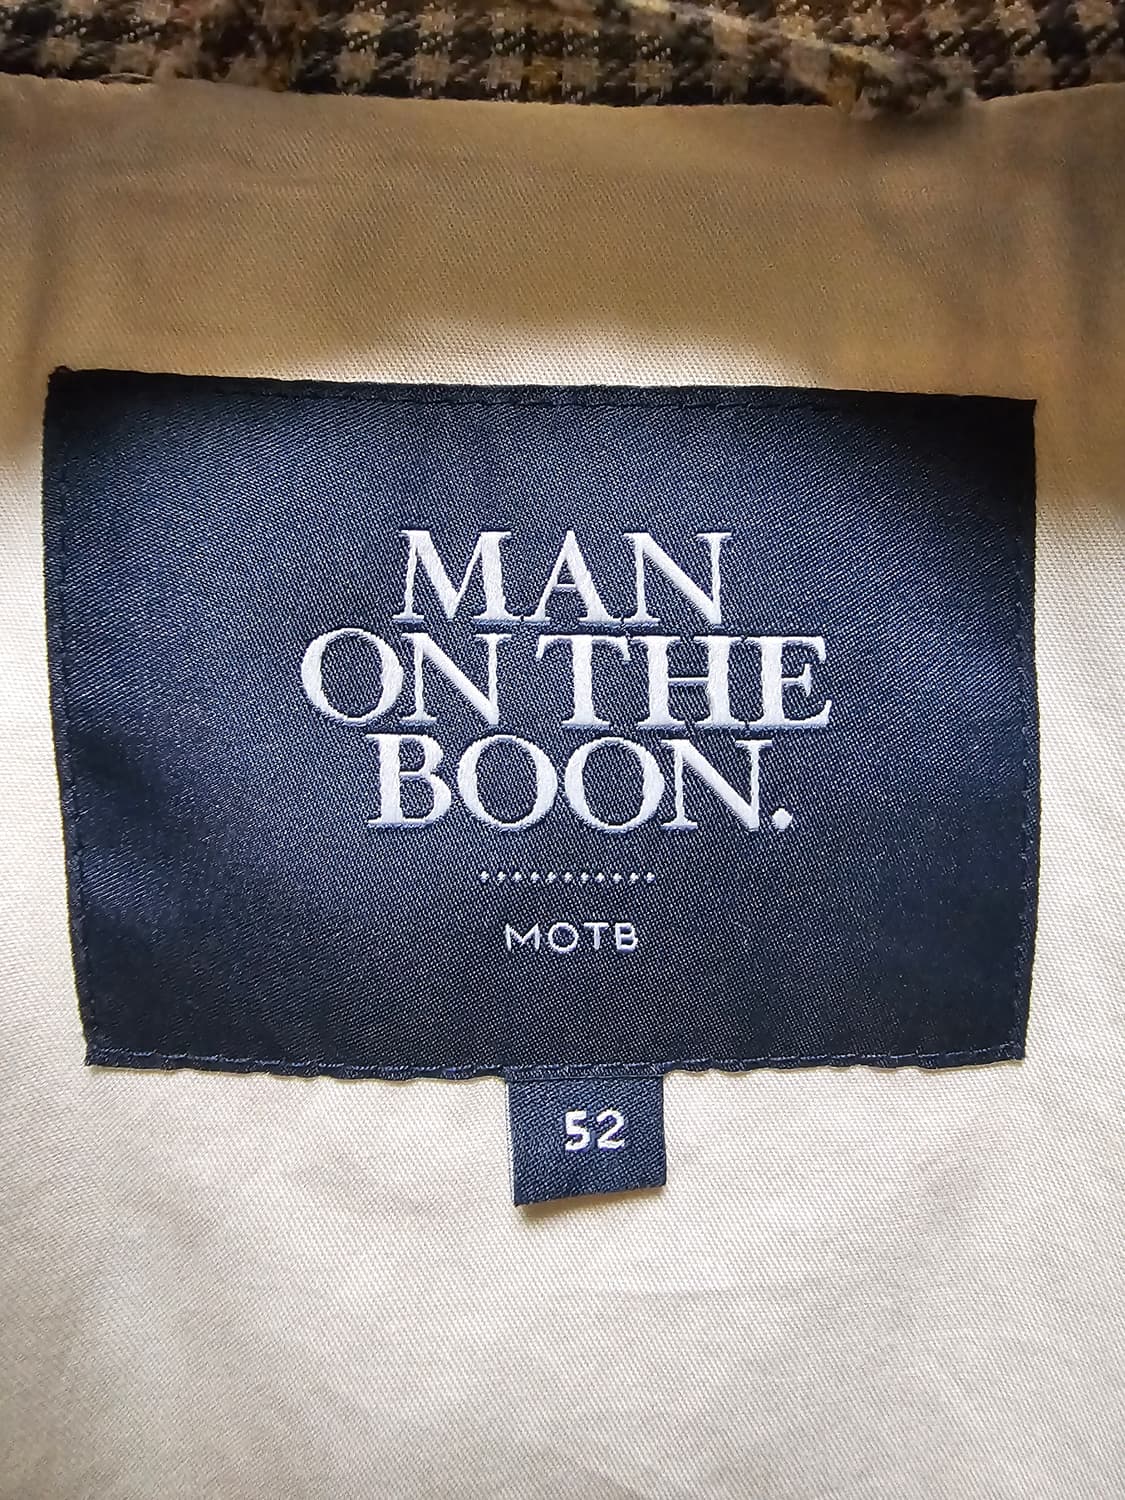 MAN
ON THE
BOON.
MOTB
52